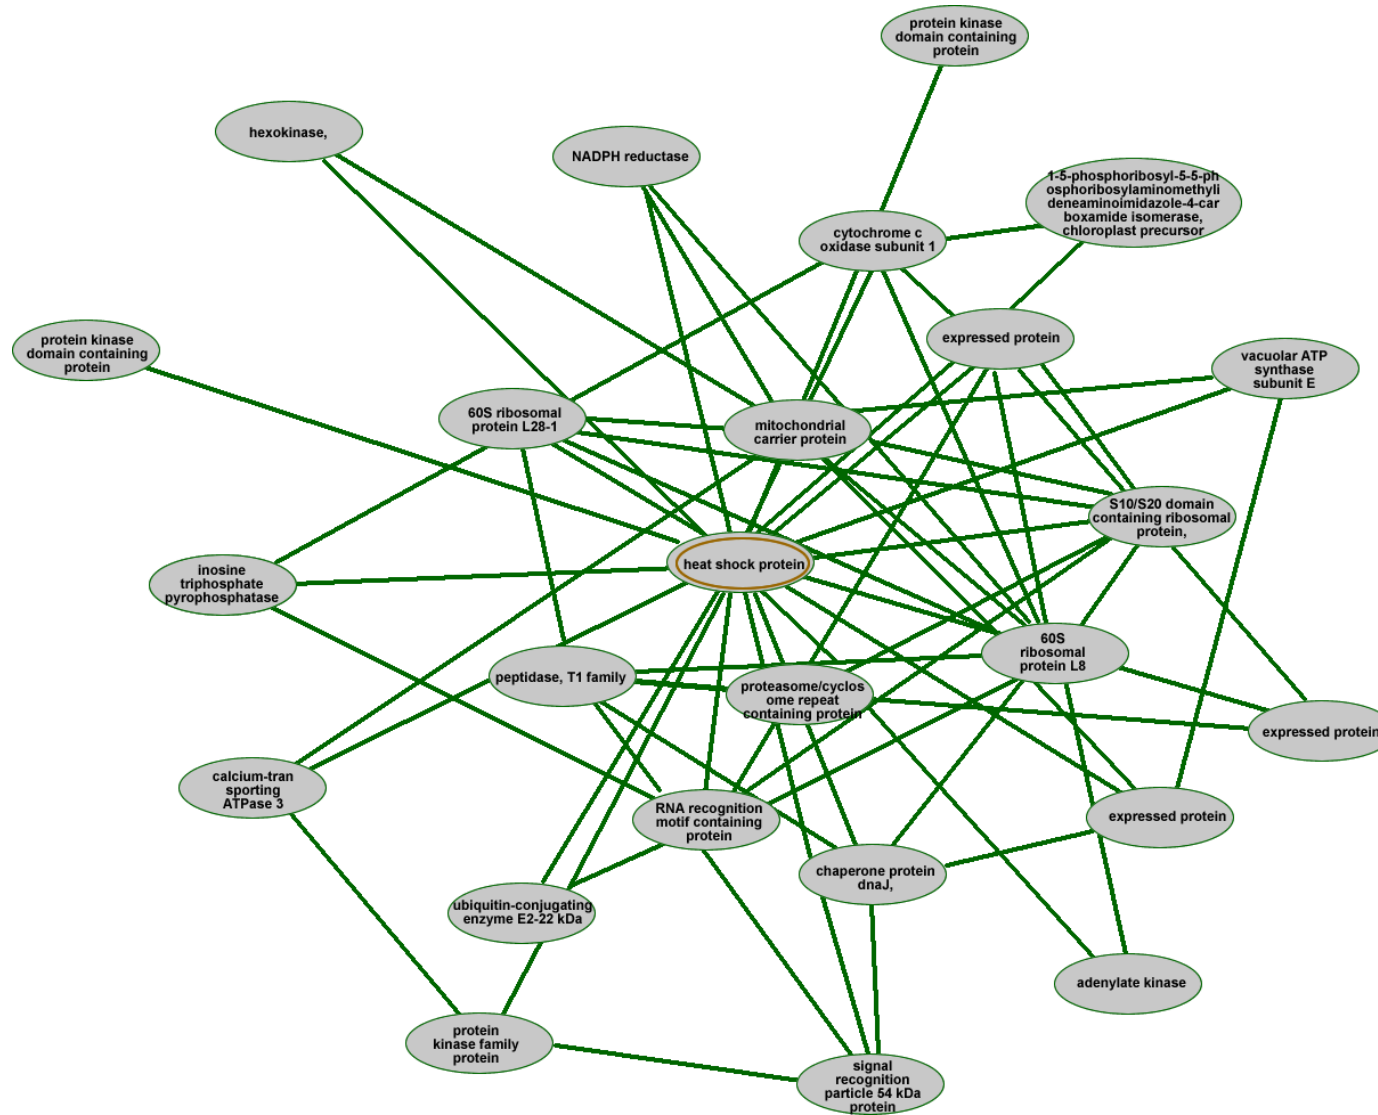 protein kinase
domain containing
protein
hexokinase,
NADPH reductase
1-5-phosphoribosyl-5-5-ph
osphoribosylaminomethyli
deneaminoimidazole-4-car
boxamide isomerase,
chloroplast precursor
cytochrome c
oxidase subunit 1
expressed protein
protein kinase
domain containing
protein
vacuolar ATP
synthase
subunit E
60S ribosomal
protein L28-1
mitochondrial
carrier protein
S10/S20 domain
containing ribosomal
protein,
heat shock protein
inosine
triphosphate
pyrophosphatase
60S
ribosomal
protein L8
peptidase, T1 family
proteasome/cyclos
ome repeat
containing protein
expressed protein
calcium-tran
sporting
ATPase 3
RNA recognition
motif containing
protein
expressed protein
chaperone protein
dnaJ,
ubiquitin-conjugating
enzyme E2-22 kDa
adenylate kinase
protein
kinase family
protein
signal
recognition
particle 54 kDa
protein